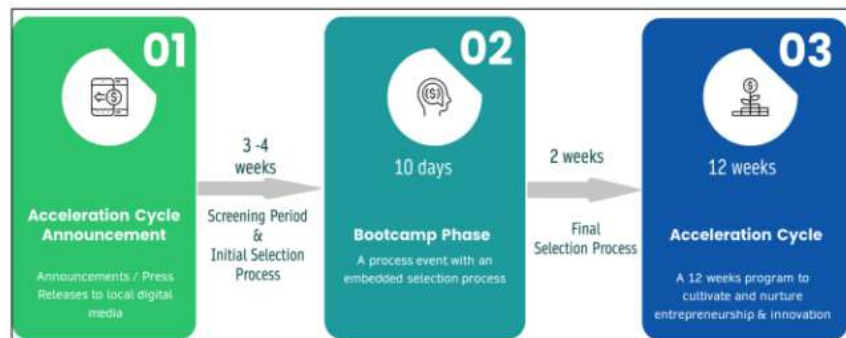 01
Acceleration Cycle
Announcement
Announcements / Press
Releases to local digital
media
3 -4
weeks
Screening Period
&
Initial Selection
Process
02
10 days
Bootcamp Phase
A process event with an
embedded selection process
2 weeks
Final
Selection Process
03
12 weeks
Acceleration Cycle
A 12 weeks program to
cultivate and nurture
entrepreneurship & innovation